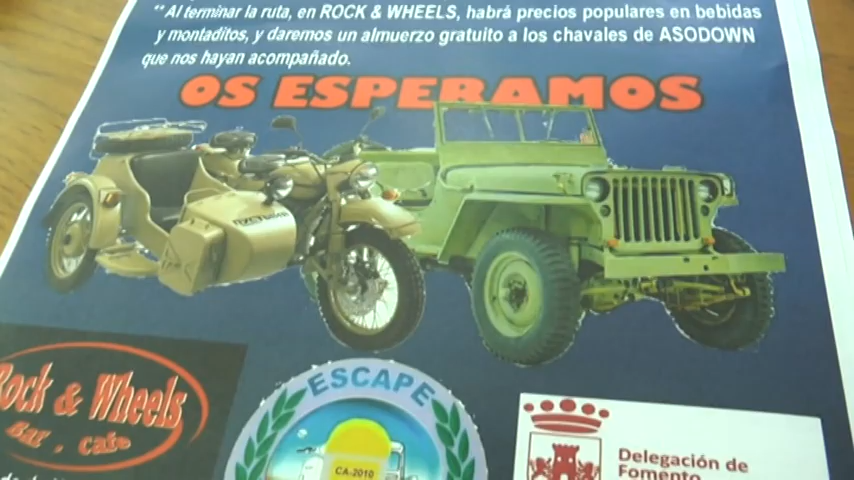 ** Al terminar la ruta, en ROCK & WHEELS, habrá precios populares en bebidas
y montaditos, y daremos un almuerzo gratuito a los chavales de ASODOWN
que nos hayan acompañado.
OS ESPERAMOS
Rock & Wheels
Bar . Cafe
ESCAPE
CA-2010
Delegación de
Fomento